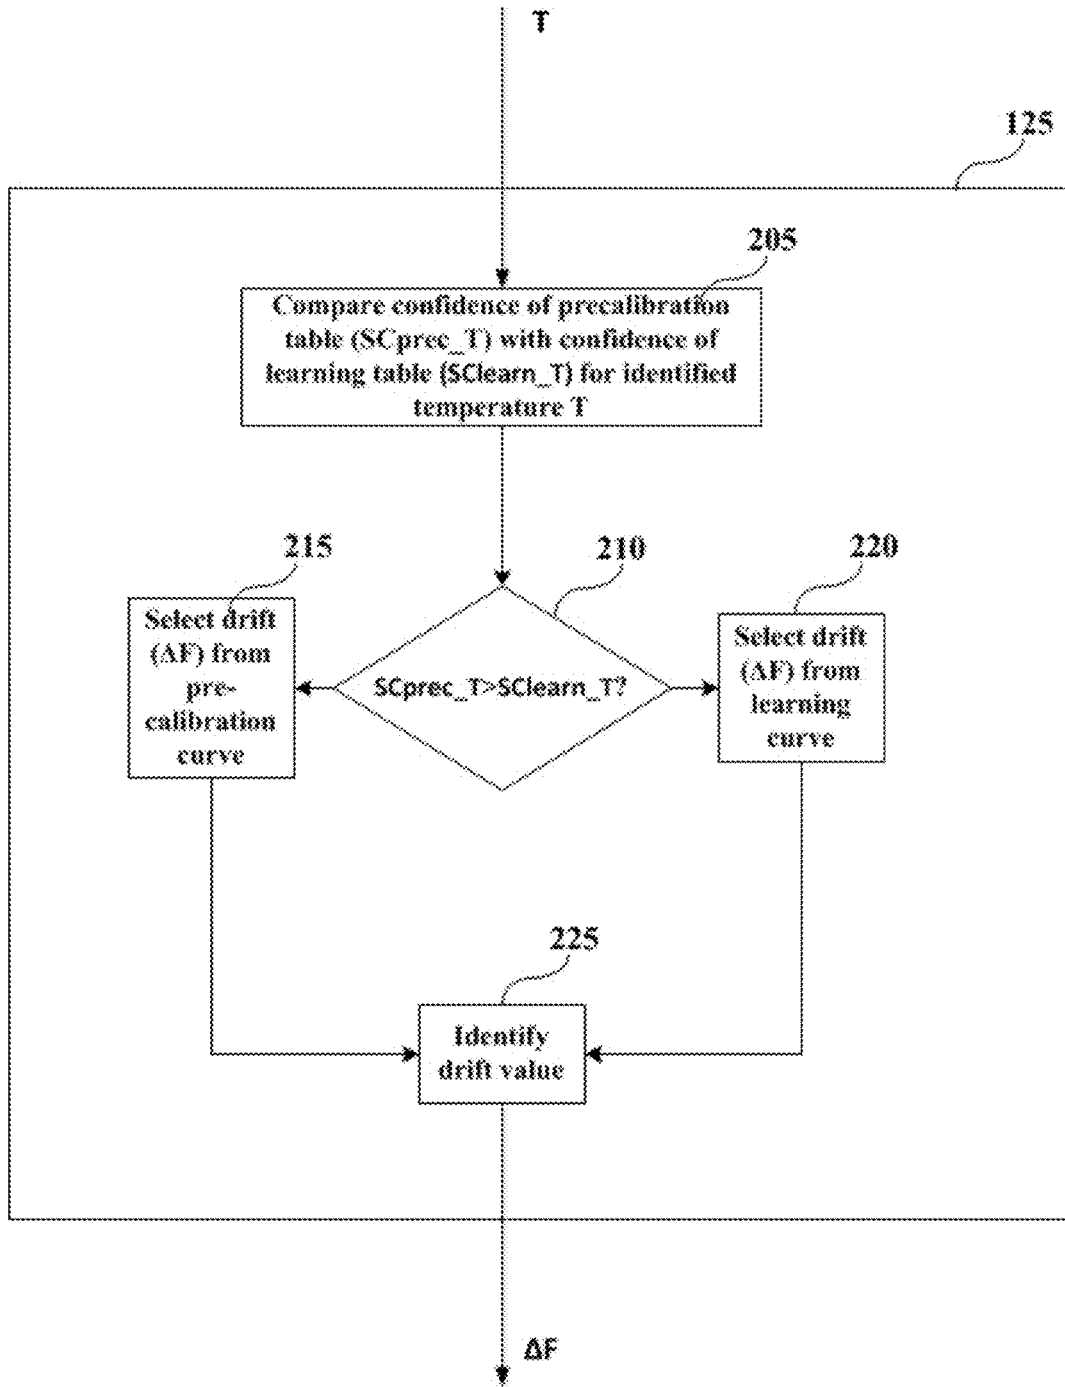 T
125
205
Compare confidence of precalibration
table (SCprec_T) with confidence of
learning table (SClearn_T) for identified
temperature T
215
210
220
Select drift
(ΔF) from
pre-
calibration
curve
SCprec_T>SClearn_T?
Select drift
(ΔF) from
learning
curve
225
Identify
drift value
ΔF